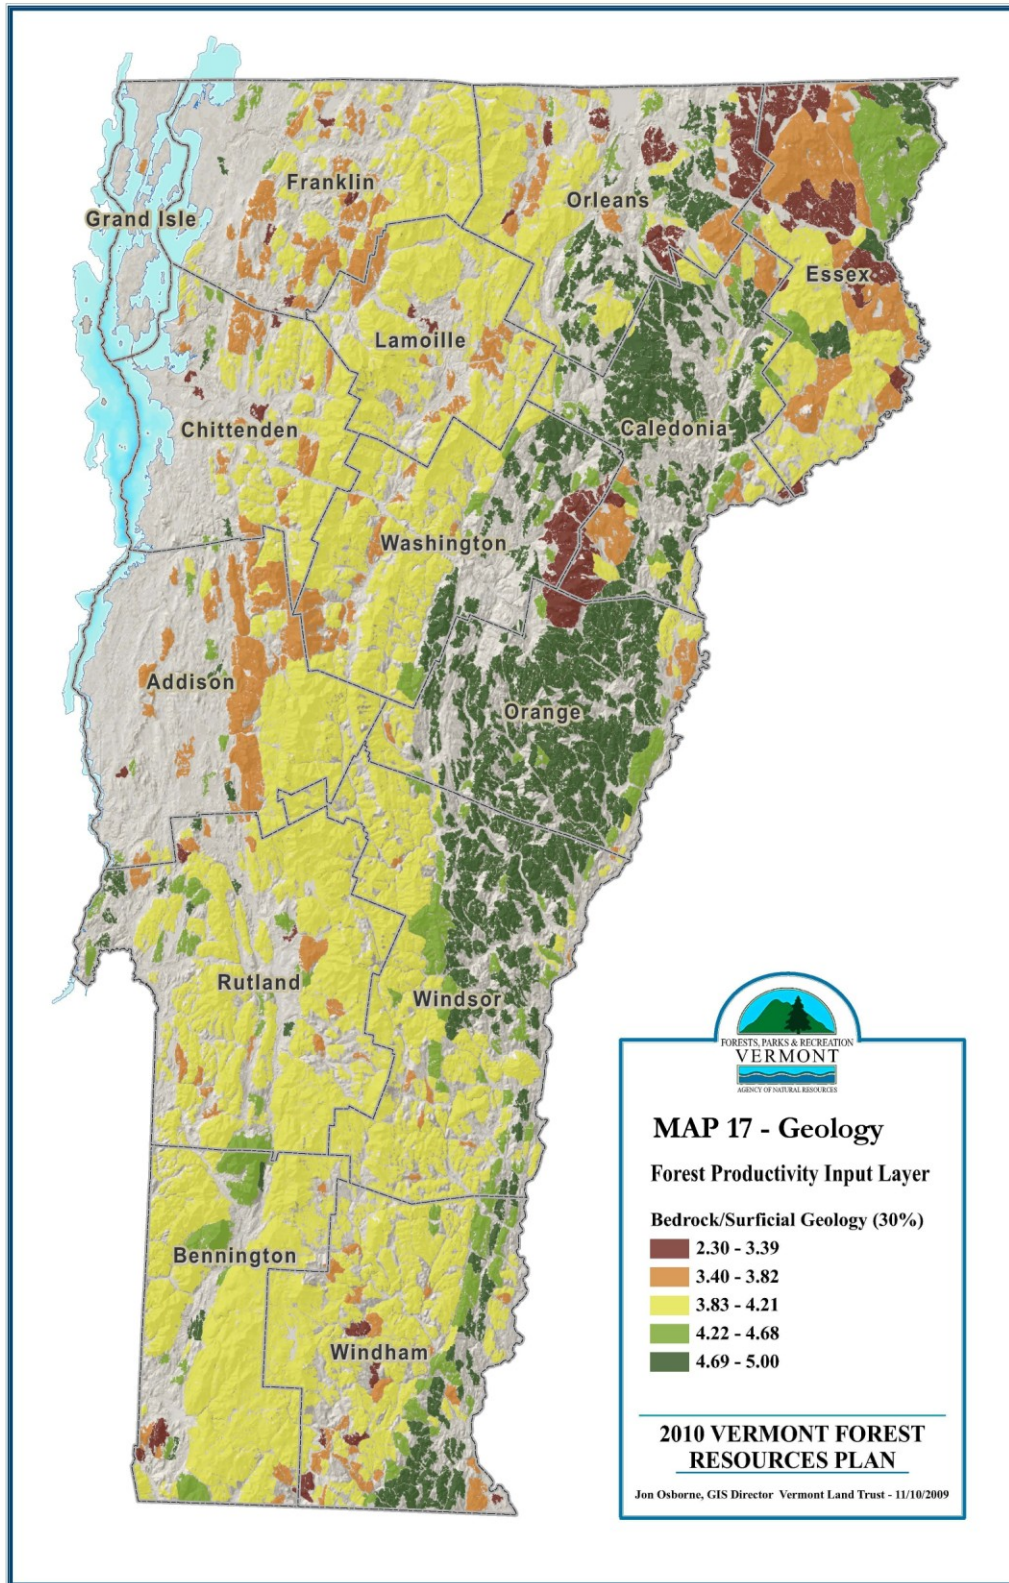 Franklin
Orleans
Grand Isle
Essex
Lamoille
Chittenden
Caledonia
Washington
Addison
Orange
Rutland
Windsor
Bennington
Windham
FORESTS, PARKS & RECREATION
VERMONT
AGENCY OF NATURAL RESOURCES
MAP 17 - Geology
Forest Productivity Input Layer
Bedrock/Surficial Geology (30%)
2.30 - 3.39
3.40 - 3.82
3.83 - 4.21
4.22 - 4.68
4.69 - 5.00
2010 VERMONT FOREST
RESOURCES PLAN
Jon Osborne, GIS Director Vermont Land Trust - 11/10/2009